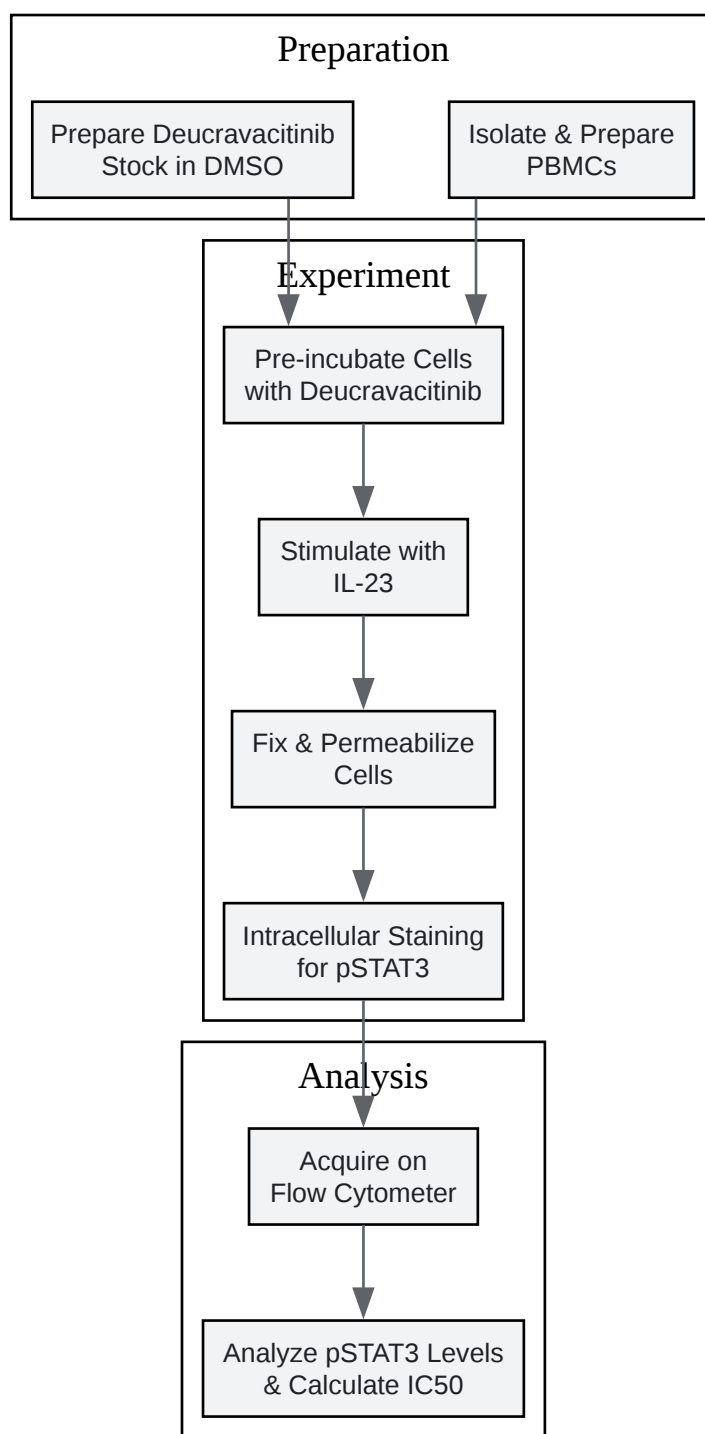 Preparation
Prepare Deucravacitinib
Stock in DMSO
Isolate & Prepare
PBMCs
Experiment
Pre-incubate Cells
with Deucravacitinib
Stimulate with
IL-23
Fix & Permeabilize
Cells
Intracellular Staining
for pSTAT3
Analysis
Acquire on
Flow Cytometer
Analyze pSTAT3 Levels
& Calculate IC50